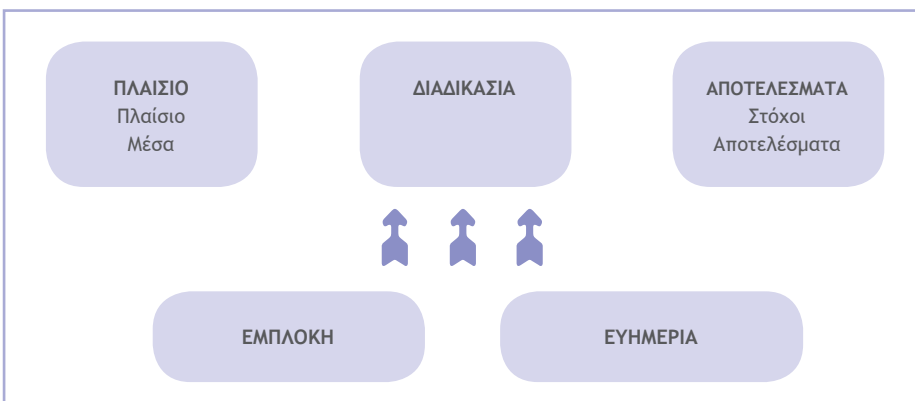 ΠΛΑΙΣΙΟ
Πλαίσιο
Μέσα
ΔΙΑΔΙΚΑΣΙΑ
ΑΠΟΤΕΛΕΣΜΑΤΑ
Στόχοι
Αποτελέσματα
ΕΜΠΛΟΚΗ
ΕΥΗΜΕΡΙΑ